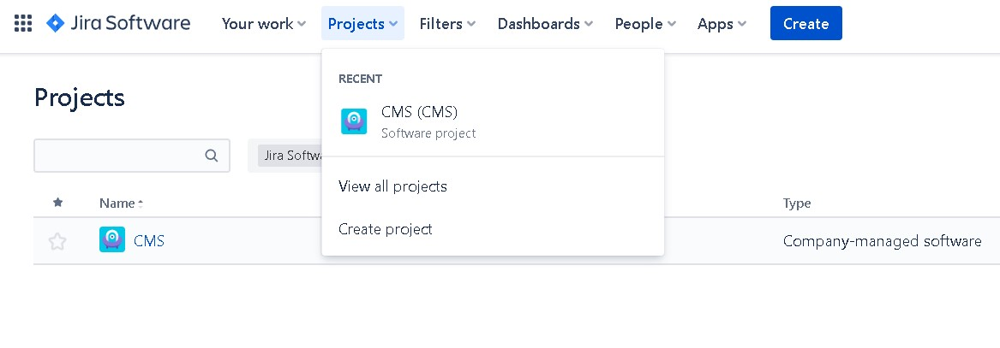 Jira Software Your work Projects Filters Dashboards People Apps Create
Projects
RECENT
CMS (CMS)
Software project
Jira
View all projects
Name Type
Create project
CMS Company-managed software